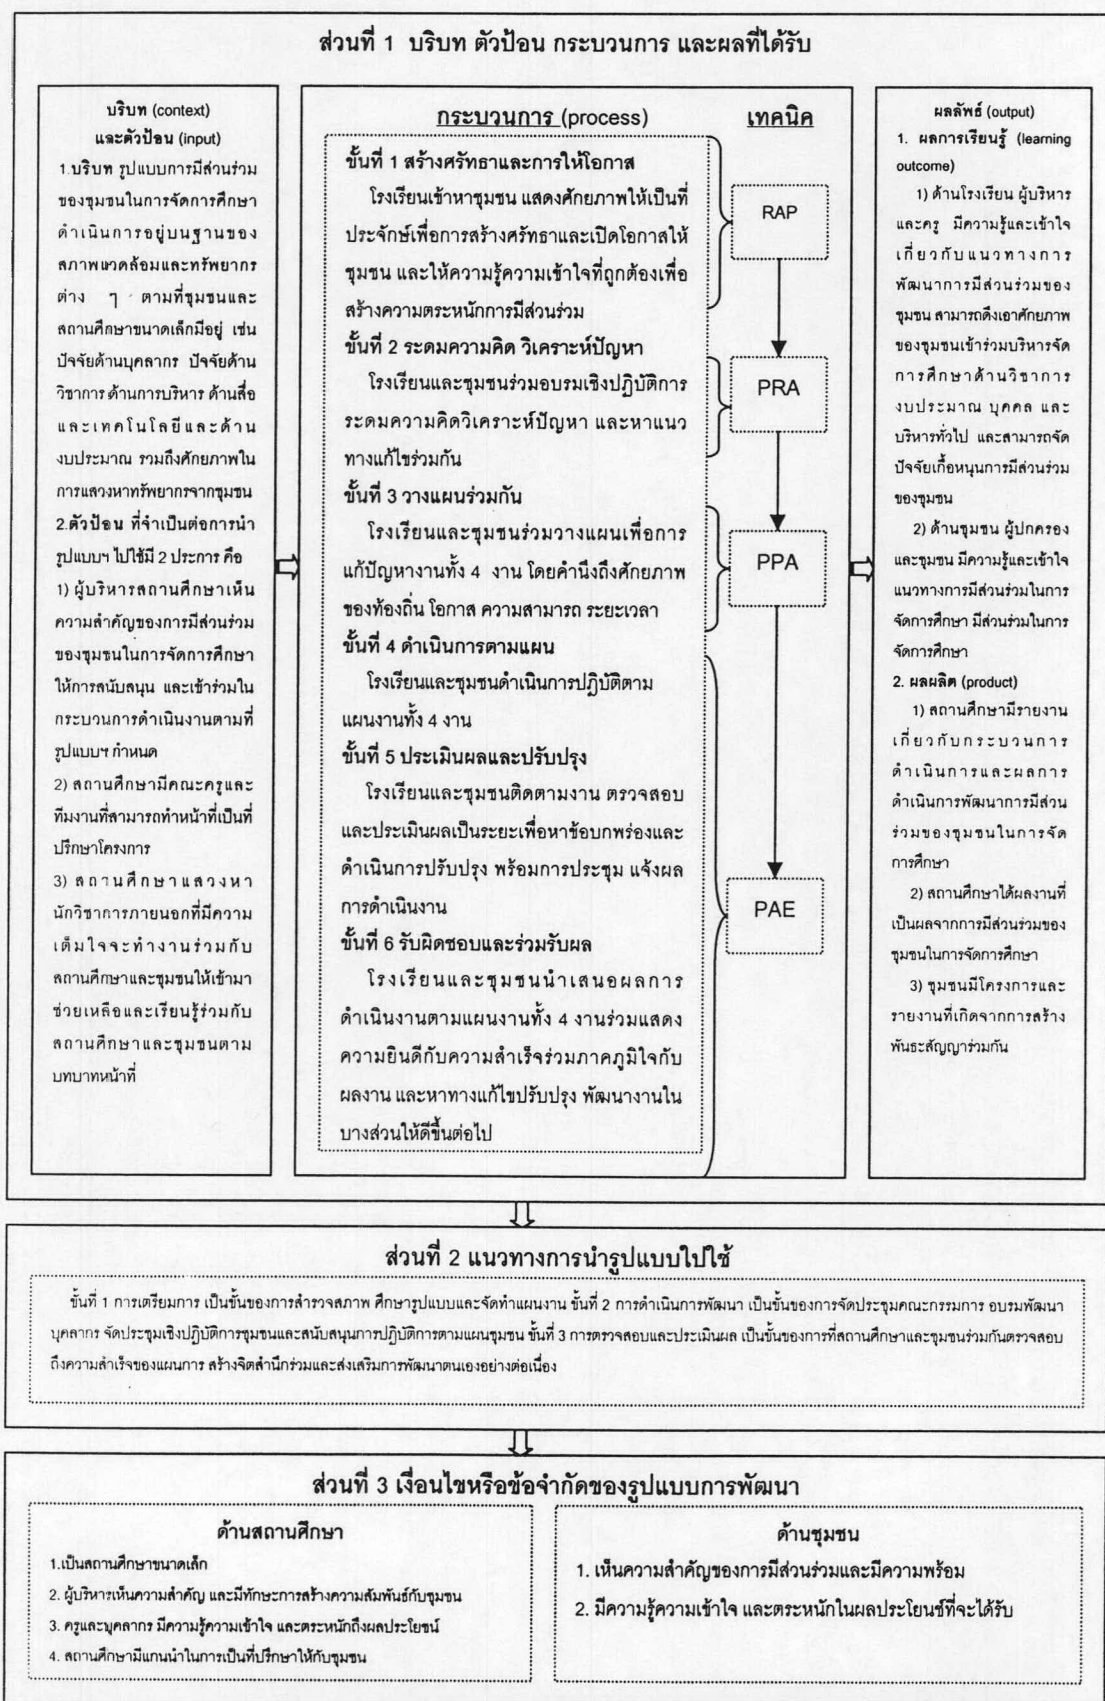 ส่วนที่ 1 บริบท ตัวป้อน กระบวนการ และผลที่ได้รับ
บริบท (context)
และตัวป้อน (input)
1.บริบท รูปแบบการมีส่วนร่วม
ของชุมชนในการจัดการศึกษา
ดำเนินการอยู่บนฐานของ
สภาพแวดล้อมและทรัพยากร
ต่าง ๆ ตามที่ชุมชนและ
สถานศึกษาขนาดเล็กมีอยู่ เช่น
ปัจจัยด้านบุคลากร ปัจจัยด้าน
วิชาการ ด้านการบริหาร ด้านสื่อ
และเทคโนโลยีและด้าน
งบประมาณ รวมถึงศักยภาพใน
การแสวงหาทรัพยากรจากชุมชน
2.ตัวป้อน ที่จำเป็นต่อการนำ
รูปแบบฯ ไปใช้มี 2 ประการ คือ
1) ผู้บริหารสถานศึกษาเห็น
ความสำคัญของการมีส่วนร่วม
ของชุมชนในการจัดการศึกษา
ให้การสนับสนุน และเข้าร่วมใน
กระบวนการดำเนินงานตามที่
รูปแบบฯ กำหนด
2) สถานศึกษามีคณะครูและ
ทีมงานที่สามารถทำหน้าที่เป็นที่
ปรึกษาโครงการ
3) สถานศึกษาแสวงหา
นักวิชาการภายนอกที่มีความ
เต็มใจจะทำงานร่วมกับ
สถานศึกษาและชุมชนให้เข้ามา
ช่วยเหลือและเรียนรู้ร่วมกับ
สถานศึกษาและชุมชนตาม
บทบาทหน้าที่
กระบวนการ (process)
ขั้นที่ 1 สร้างศรัทธาและการให้โอกาส
โรงเรียนเข้าหาชุมชน แสดงศักยภาพให้เป็นที่
ประจักษ์เพื่อการสร้างศรัทธาและเปิดโอกาสให้
ชุมชน และให้ความรู้ความเข้าใจที่ถูกต้องเพื่อ
สร้างความตระหนักการมีส่วนร่วม
ขั้นที่ 2 ระดมความคิด วิเคราะห์ปัญหา
โรงเรียนและชุมชนร่วมอบรมเชิงปฏิบัติการ
ระดมความคิดวิเคราะห์ปัญหา และหาแนว
ทางแก้ไขร่วมกัน
ขั้นที่ 3 วางแผนร่วมกัน
โรงเรียนและชุมชนร่วมวางแผนเพื่อการ
แก้ปัญหางานทั้ง 4 งาน โดยคำนึงถึงศักยภาพ
ของท้องถิ่น โอกาส ความสามารถ ระยะเวลา
ขั้นที่ 4 ดำเนินการตามแผน
โรงเรียนและชุมชนดำเนินการปฏิบัติตาม
แผนงานทั้ง 4 งาน
ขั้นที่ 5 ประเมินผลและปรับปรุง
โรงเรียนและชุมชนติดตามงาน ตรวจสอบ
และประเมินผลเป็นระยะเพื่อหาข้อบกพร่องและ
ดำเนินการปรับปรุง พร้อมการประชุม แจ้งผล
การดำเนินงาน
ขั้นที่ 6 รับผิดชอบและร่วมรับผล
โรงเรียนและชุมชนนำเสนอผลการ
ดำเนินงานตามแผนงานทั้ง 4 งานร่วมแสดง
ความยินดีกับความสำเร็จร่วมภาคภูมิใจกับ
ผลงาน และหาทางแก้ไขปรับปรุง พัฒนางานใน
บางส่วนให้ดีขึ้นต่อไป
เทคนิค
RAP
PRA
PPA
PAE
ผลลัพธ์ (output)
1. ผลการเรียนรู้ (learning
outcome)
1) ด้านโรงเรียน ผู้บริหาร
และครู มีความรู้และเข้าใจ
เกี่ยวกับแนวทางการ
พัฒนาการมีส่วนร่วมของ
ชุมชน สามารถดึงเอาศักยภาพ
ของชุมชนเข้าร่วมบริหารจัด
การศึกษาด้านวิชาการ
งบประมาณ บุคคล และ
บริหารทั่วไป และสามารถจัด
ปัจจัยเกื้อหนุนการมีส่วนร่วม
ของชุมชน
2) ด้านชุมชน ผู้ปกครอง
และชุมชน มีความรู้และเข้าใจ
แนวทางการมีส่วนร่วมในการ
จัดการศึกษา มีส่วนร่วมในการ
จัดการศึกษา
2. ผลผลิต (product)
1) สถานศึกษามีรายงาน
เกี่ยวกับกระบวนการ
ดำเนินการและผลการ
ดำเนินการพัฒนาการมีส่วน
ร่วมของชุมชนในการจัด
การศึกษา
2) สถานศึกษาได้ผลงานที่
เป็นผลจากการมีส่วนร่วมของ
ชุมชนในการจัดการศึกษา
3) ชุมชนมีโครงการและ
รายงานที่เกิดจากการสร้าง
พันธะสัญญาร่วมกัน
ส่วนที่ 2 แนวทางการนำรูปแบบไปใช้
ขั้นที่ 1 การเตรียมการ เป็นขั้นของการสำรวจสภาพ ศึกษารูปแบบและจัดทำแผนงาน ขั้นที่ 2 การดำเนินการพัฒนา เป็นขั้นของการจัดประชุมคณะกรรมการ อบรมพัฒนา
บุคลากร จัดประชุมเชิงปฏิบัติการชุมชนและสนับสนุนการปฏิบัติการตามแผนชุมชน ขั้นที่ 3 การตรวจสอบและประเมินผล เป็นขั้นของการที่สถานศึกษาและชุมชนร่วมกันตรวจสอบ
ถึงความสำเร็จของแผนการ สร้างจิตสำนึกร่วมและส่งเสริมการพัฒนาตนเองอย่างต่อเนื่อง
ส่วนที่ 3 เงื่อนไขหรือข้อจำกัดของรูปแบบการพัฒนา
ด้านสถานศึกษา
1.เป็นสถานศึกษาขนาดเล็ก
2. ผู้บริหารเห็นความสำคัญ และมีทักษะการสร้างความสัมพันธ์กับชุมชน
3. ครูและบุคลากร มีความรู้ความเข้าใจ และตระหนักถึงผลประโยชน์
4. สถานศึกษามีแกนนำในการเป็นที่ปรึกษาให้กับชุมชน
ด้านชุมชน
1. เห็นความสำคัญของการมีส่วนร่วมและมีความพร้อม
2. มีความรู้ความเข้าใจ และตระหนักในผลประโยชน์ที่จะได้รับ